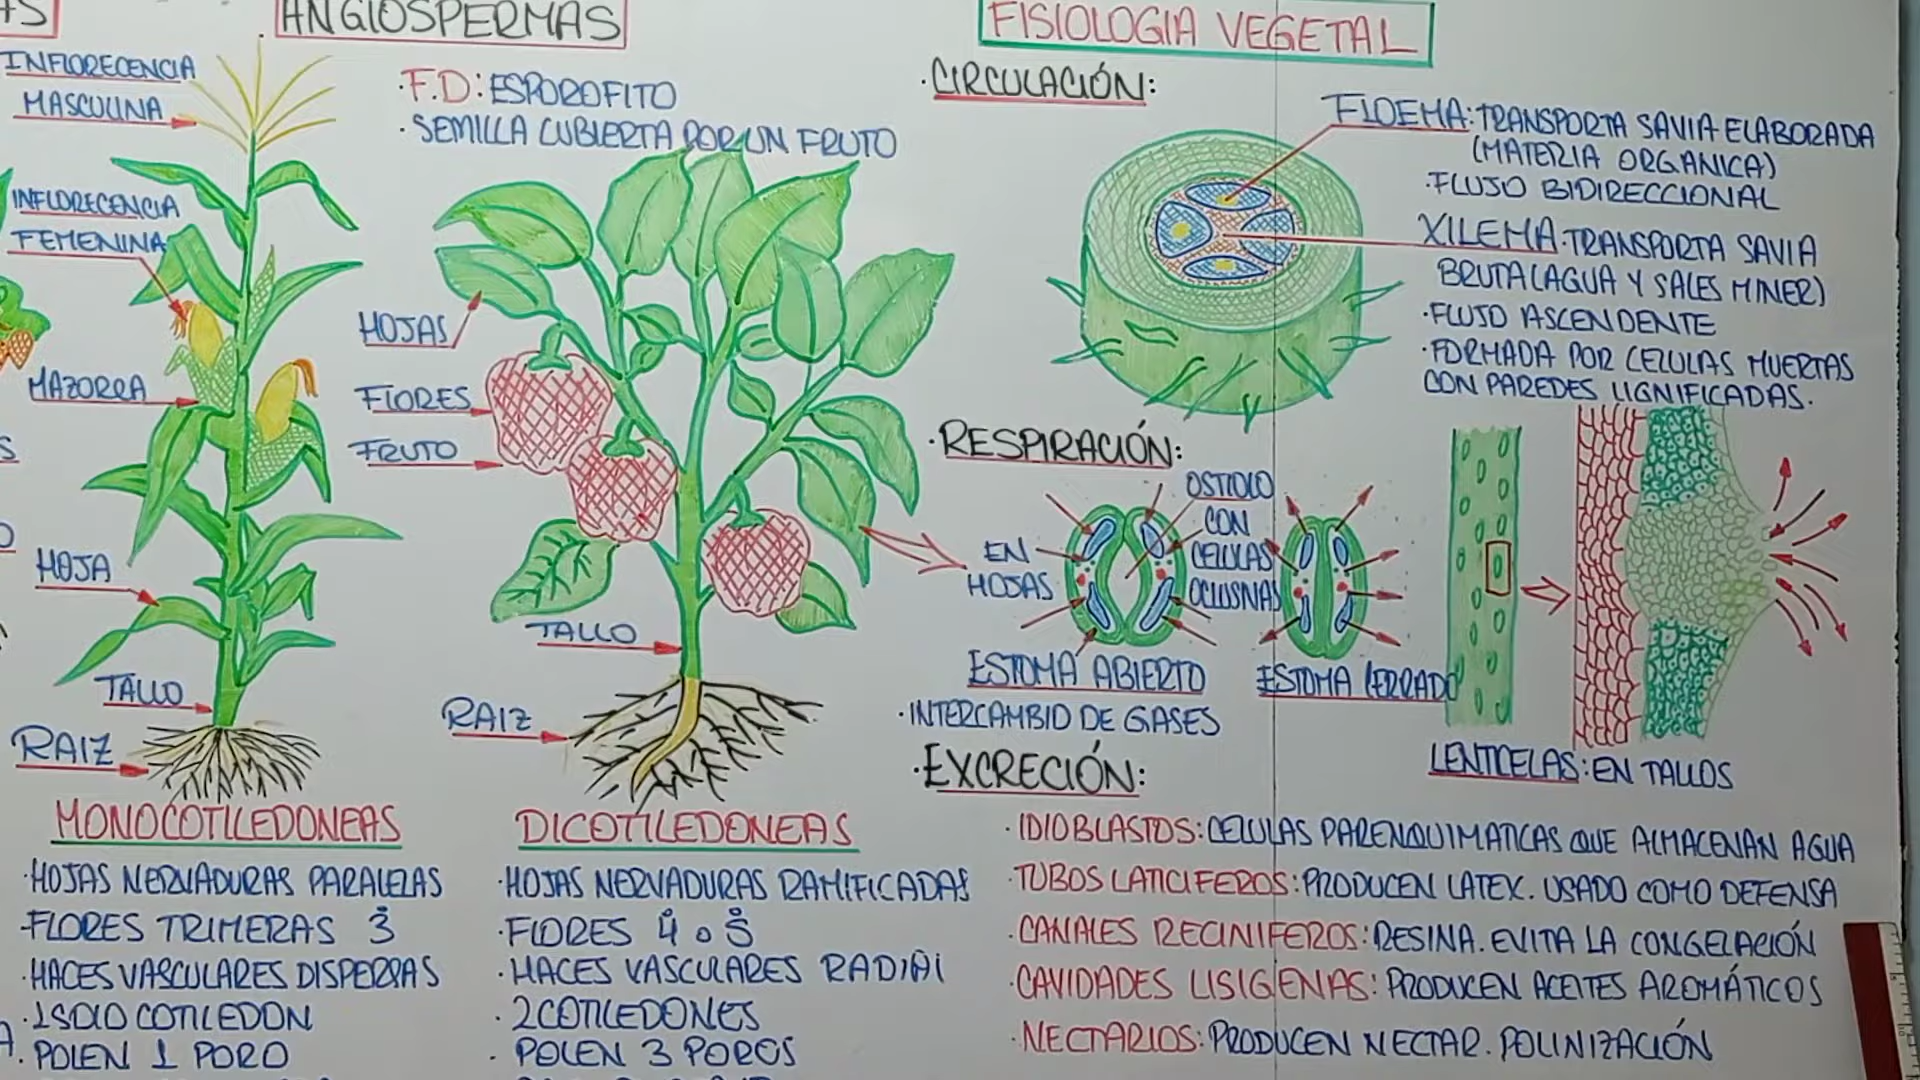 ANGIOSPERMAS
INFLORECENCIA
MASCULINA
INFLORECENCIA
FEMENINA
MAZORRA
HOJA
TALLO
RAIZ
MONOCOTILEDONEAS
·HOJAS NERVADURAS PARALELAS
·FLORES TRIMERAS 3
·HACES VASCULARES DISPERSAS
·1 SOLO COTILEDON
·POLEN 1 PORO
·F.D: ESPOROFITO
·SEMILLA CUBIERTA POR UN FRUTO
HOJAS
FLORES
FRUTO
TALLO
RAIZ
DICOTILEDONEAS
·HOJAS NERVADURAS RAMIFICADAS
·FLORES 4 o 5
·HACES VASCULARES RADIAL
·2 COTILEDONES
·POLEN 3 POROS
FISIOLOGIA VEGETAL
·CIRCULACIÓN:
FLOEMA: TRANSPORTA SAVIA ELABORADA
(MATERIA ORGANICA)
·FLUJO BIDIRECCIONAL
XILEMA: TRANSPORTA SAVIA
BRUTA(AGUA Y SALES MINER)
·FLUJO ASCENDENTE
·FORMADA POR CELULAS MUERTAS
CON PAREDES LIGNIFICADAS.
·RESPIRACIÓN:
EN
HOJAS
OSTIOLO
CON
CELULAS
OCLUSNAS
ESTOMA ABIERTO
ESTOMA CERRADO
·INTERCAMBIO DE GASES
LENTICELAS: EN TALLOS
·EXCRECIÓN:
·IDIOBLASTOS: CELULAS PARENQUIMATICAS QUE ALMACENAN AGUA
·TUBOS LATICIFEROS: PRODUCEN LATEX. USADO COMO DEFENSA
·CANALES RECINIFEROS: RESINA. EVITA LA CONGELACIÓN
·CAVIDADES LISIGENAS: PRODUCEN ACEITES AROMÁTICOS
·NECTARIOS: PRODUCEN NECTAR. POLINIZACIÓN